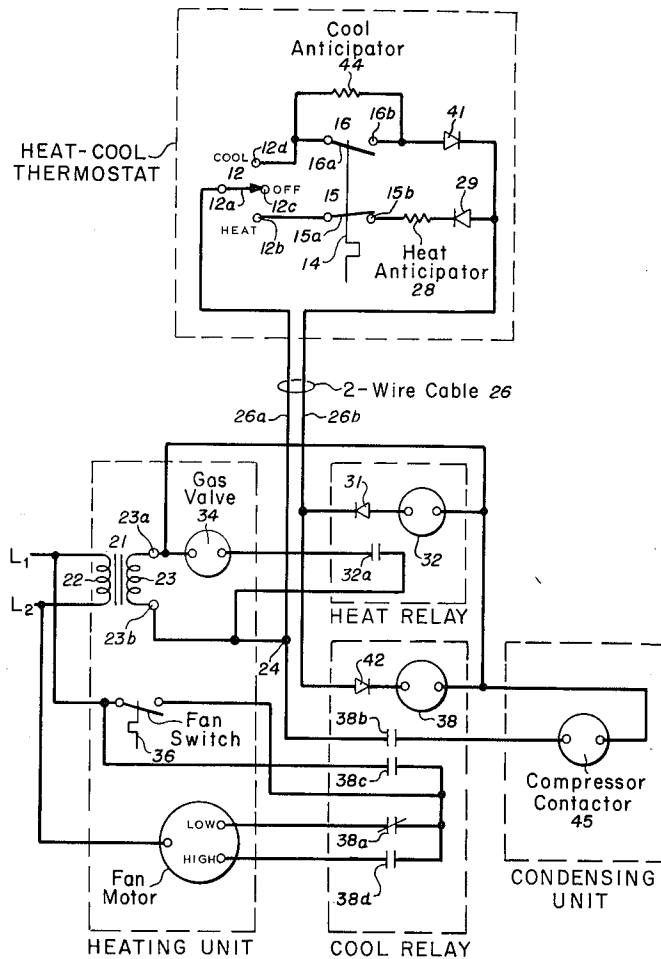 Cool
Anticipator
44
HEAT-COOL
THERMOSTAT
COOL
12d
12
12a
OFF
12c
HEAT
12b
16
16a
16b
41
15
15a
15b
29
14
Heat
Anticipator
28
2-Wire Cable 26
26a
26b
Gas
Valve
34
23a
21
L1
22
23
L2
23b
24
31
32
32a
HEAT RELAY
42
38
38b
38c
Fan
Switch
36
Compressor
Contactor
45
LOW
38a
HIGH
38d
Fan
Motor
HEATING UNIT
COOL RELAY
CONDENSING
UNIT